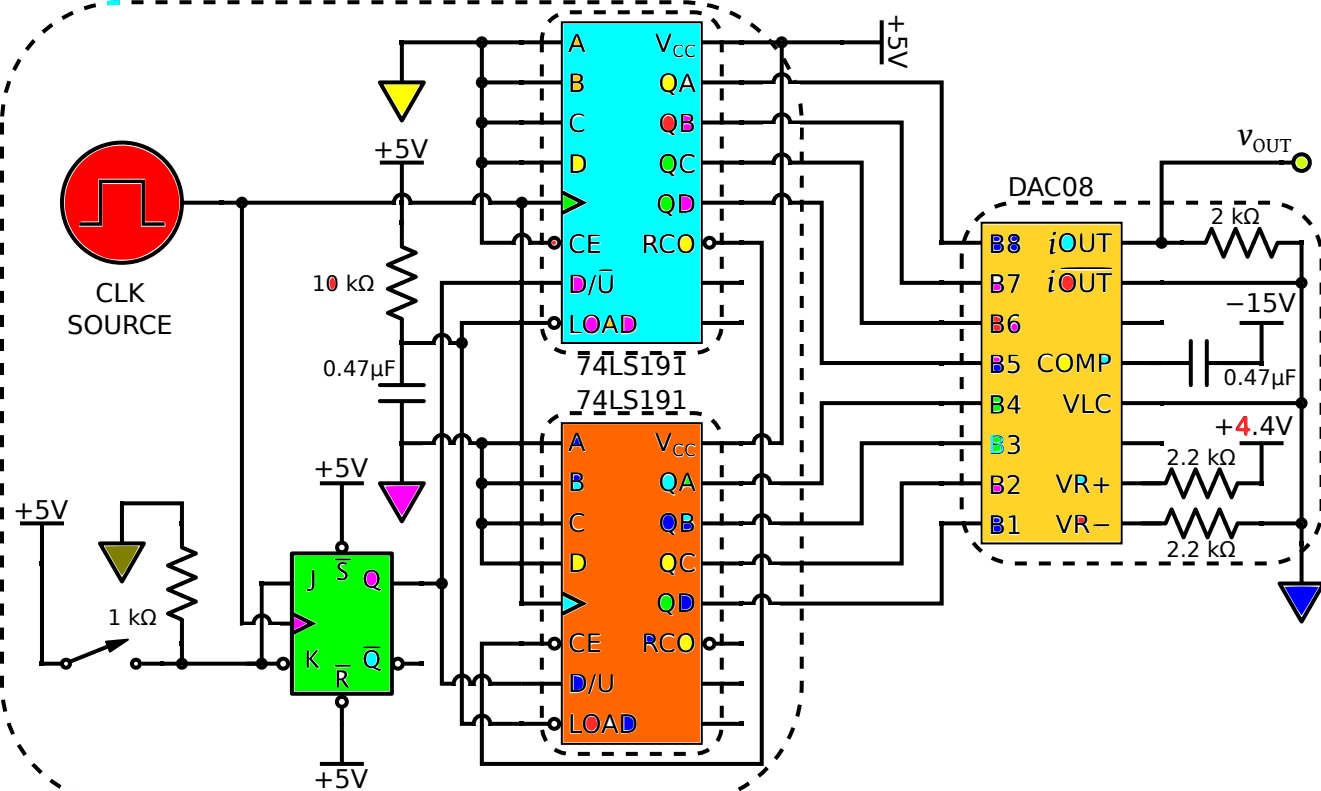 +5V
A
VCC
B
QA
C
QB
D
QC
QD
CE
RCO
D/U̅
LOAD
74LS191
+5V
10 kΩ
0.47µF
CLK
SOURCE
74LS191
A
VCC
B
QA
C
QB
D
QC
QD
CE
RCO
D/U
LOAD
+5V
+5V
1 kΩ
J
S̅
Q
K
R̅
Q̅
+5V
vOUT
DAC08
2 kΩ
B8
iOUT
B7
iO̅U̅T̅
−15V
B6
B5
COMP
0.47µF
B4
VLC
+4.4V
B3
2.2 kΩ
B2
VR+
B1
VR−
2.2 kΩ